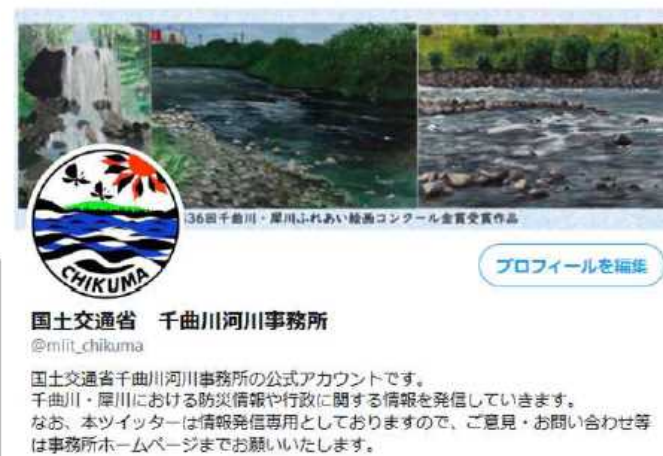 36回千曲川・犀川ふれあい絵画コンクール金賞受賞作品
CHIKUMA
プロフィールを編集
国土交通省 千曲川河川事務所
@mlit_chikuma
国土交通省千曲川河川事務所の公式アカウントです。
千曲川・犀川における防災情報や行政に関する情報を発信していきます。
なお、本ツイッターは情報発信専用としておりますので、ご意見・お問い合わせ等
は事務所ホームページまでお願いいたします。